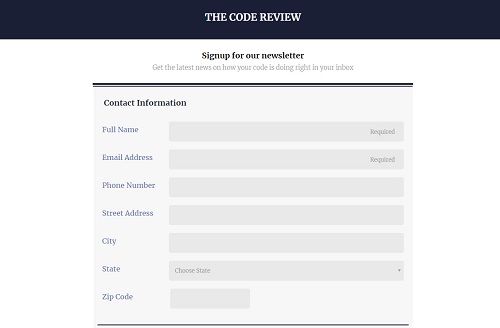 THE CODE REVIEW
Signup for our newsletter
Get the latest news on how your code is doing right in your inbox
Contact Information
Full Name Required
Email Address Required
Phone Number
Street Address
City
State Choose State
Zip Code